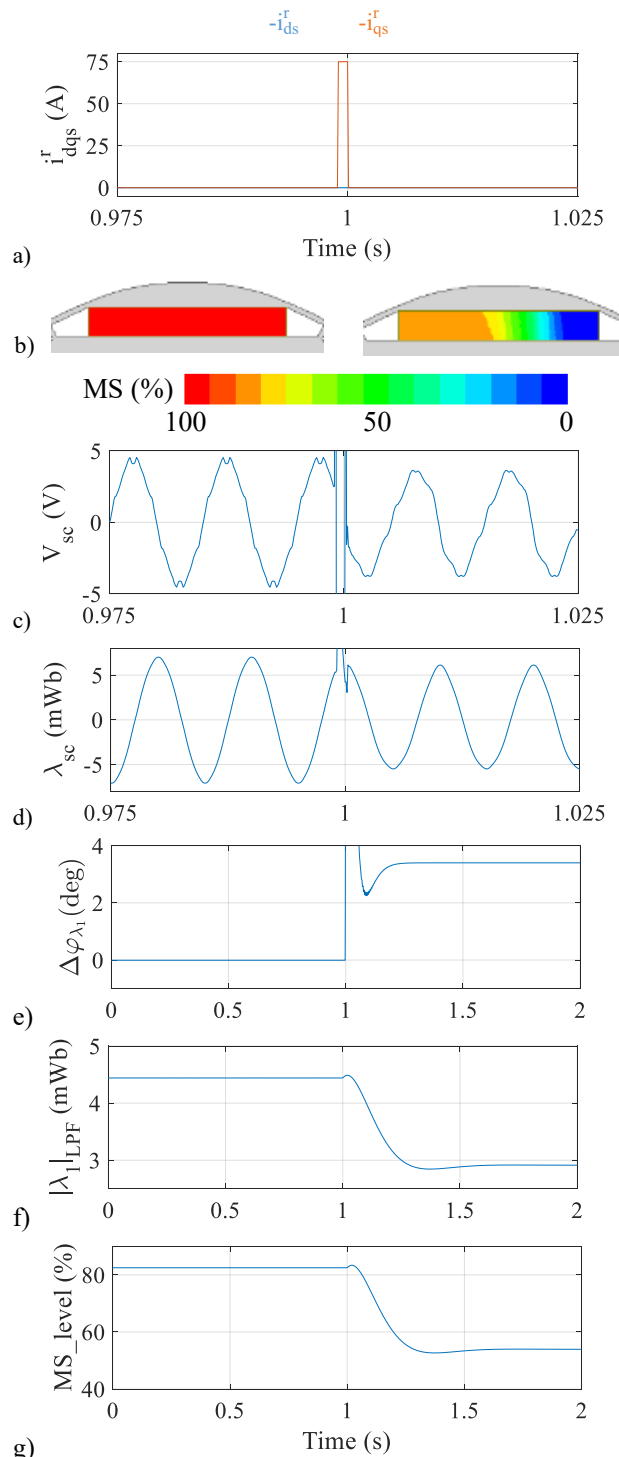 -i^r_ds -i^r_qs
75
50
25
0
i^r_dqs (A)
0.975 1 1.025
Time (s)
a)
b)
MS (%)
100 50 0
5
0
-5
V_sc (V)
0.975 1 1.025
c)
5
0
-5
λ_sc (mWb)
0.975 1 1.025
d)
4
2
0
Δφ_λ₁ (deg)
0 0.5 1 1.5 2
e)
5
4
3
|λ₁|_LPF (mWb)
0 0.5 1 1.5 2
f)
80
60
40
MS_level (%)
0 0.5 1 1.5 2
Time (s)
g)